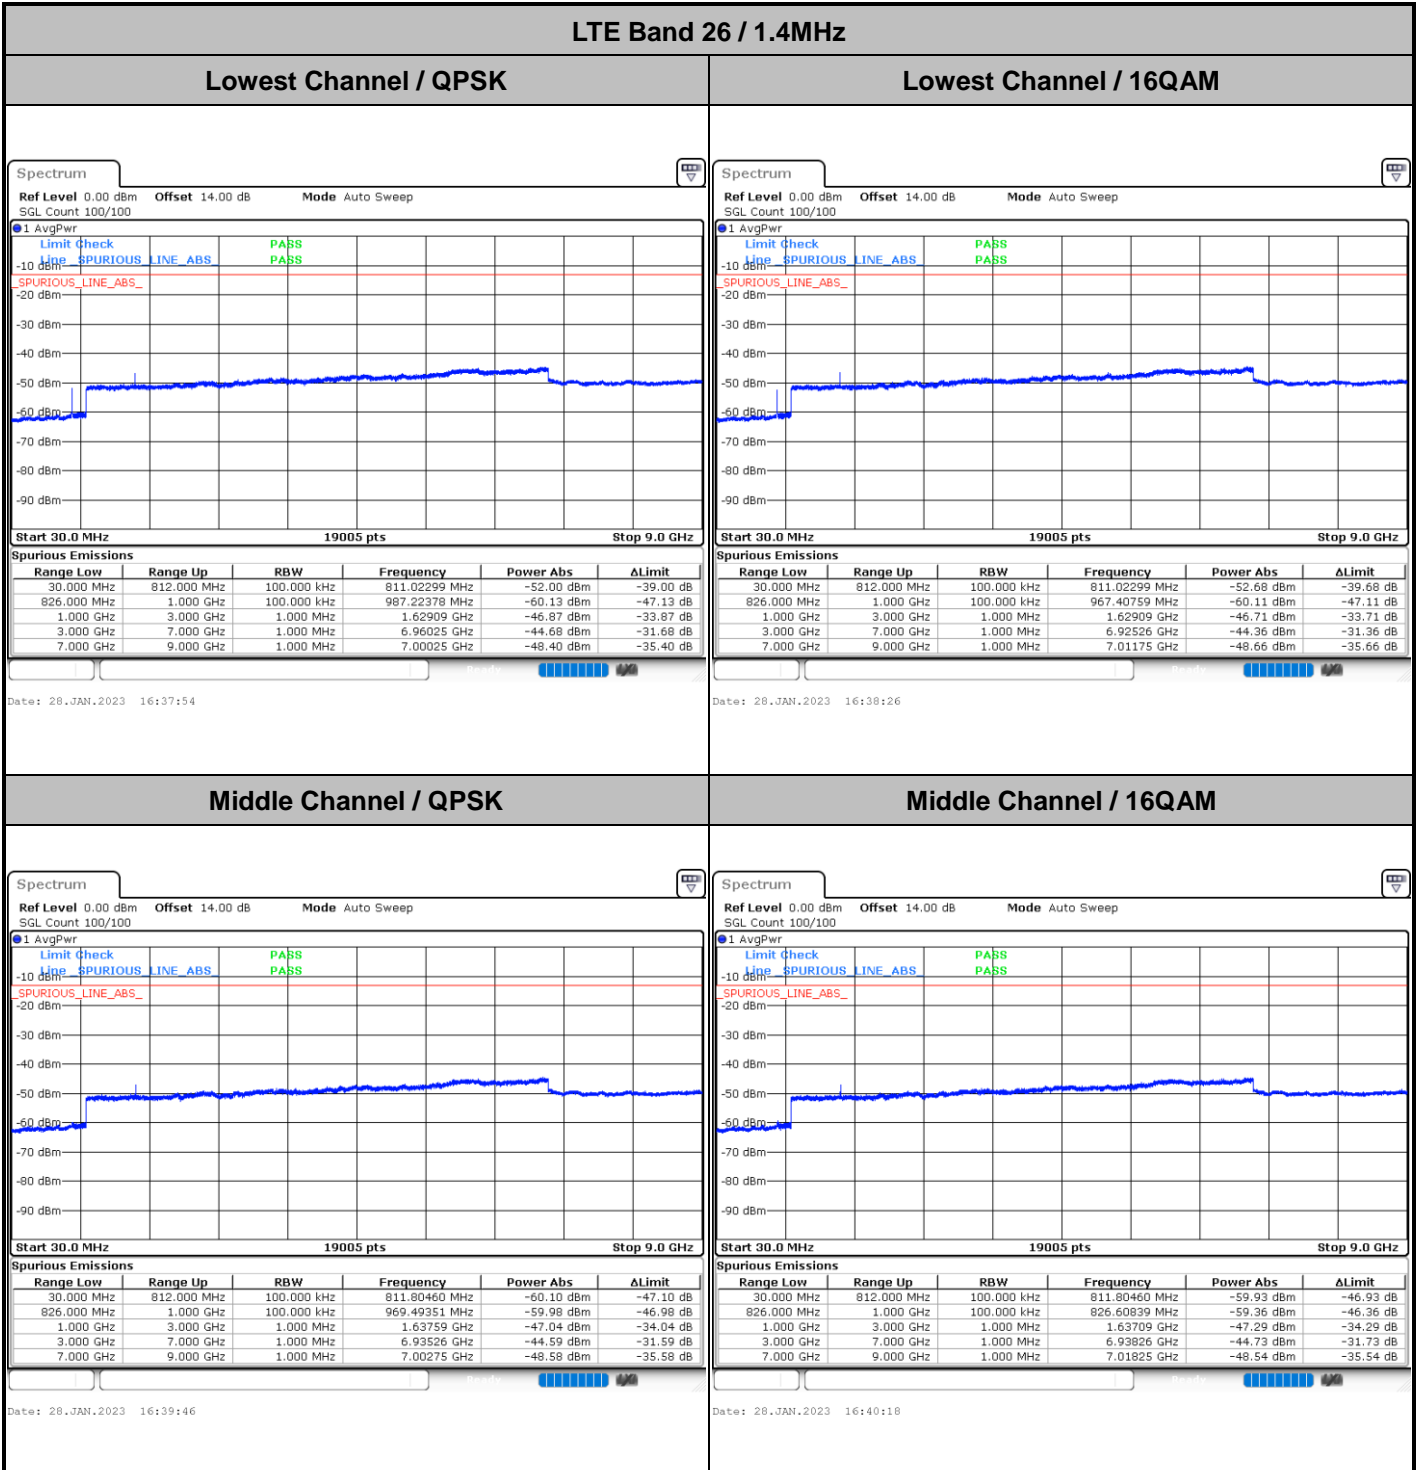 LTE Band 26 / 1.4MHz
Lowest Channel / QPSK
Lowest Channel / 16QAM
Spectrum
Ref Level 0.00 dBm Offset 14.00 dB Mode Auto Sweep
SGL Count 100/100
1 AvgPwr
Limit Check PASS
Line _SPURIOUS_LINE_ABS_ PASS
-10 dBm
_SPURIOUS_LINE_ABS_
-20 dBm
-30 dBm
-40 dBm
-50 dBm
-60 dBm
-70 dBm
-80 dBm
-90 dBm
Start 30.0 MHz 19005 pts Stop 9.0 GHz
Spurious Emissions
Range Low Range Up RBW Frequency Power Abs ΔLimit
30.000 MHz 812.000 MHz 100.000 kHz 811.02299 MHz -52.00 dBm -39.00 dB
826.000 MHz 1.000 GHz 100.000 kHz 987.22378 MHz -60.13 dBm -47.13 dB
1.000 GHz 3.000 GHz 1.000 MHz 1.62909 GHz -46.87 dBm -33.87 dB
3.000 GHz 7.000 GHz 1.000 MHz 6.96025 GHz -44.68 dBm -31.68 dB
7.000 GHz 9.000 GHz 1.000 MHz 7.00025 GHz -48.40 dBm -35.40 dB
Ready
Date: 28.JAN.2023 16:37:54
Spectrum
Ref Level 0.00 dBm Offset 14.00 dB Mode Auto Sweep
SGL Count 100/100
1 AvgPwr
Limit Check PASS
Line _SPURIOUS_LINE_ABS_ PASS
-10 dBm
_SPURIOUS_LINE_ABS_
-20 dBm
-30 dBm
-40 dBm
-50 dBm
-60 dBm
-70 dBm
-80 dBm
-90 dBm
Start 30.0 MHz 19005 pts Stop 9.0 GHz
Spurious Emissions
Range Low Range Up RBW Frequency Power Abs ΔLimit
30.000 MHz 812.000 MHz 100.000 kHz 811.02299 MHz -52.68 dBm -39.68 dB
826.000 MHz 1.000 GHz 100.000 kHz 967.40759 MHz -60.11 dBm -47.11 dB
1.000 GHz 3.000 GHz 1.000 MHz 1.62909 GHz -46.71 dBm -33.71 dB
3.000 GHz 7.000 GHz 1.000 MHz 6.92526 GHz -44.36 dBm -31.36 dB
7.000 GHz 9.000 GHz 1.000 MHz 7.01175 GHz -48.66 dBm -35.66 dB
Ready
Date: 28.JAN.2023 16:38:26
Middle Channel / QPSK
Middle Channel / 16QAM
Spectrum
Ref Level 0.00 dBm Offset 14.00 dB Mode Auto Sweep
SGL Count 100/100
1 AvgPwr
Limit Check PASS
Line _SPURIOUS_LINE_ABS_ PASS
-10 dBm
_SPURIOUS_LINE_ABS_
-20 dBm
-30 dBm
-40 dBm
-50 dBm
-60 dBm
-70 dBm
-80 dBm
-90 dBm
Start 30.0 MHz 19005 pts Stop 9.0 GHz
Spurious Emissions
Range Low Range Up RBW Frequency Power Abs ΔLimit
30.000 MHz 812.000 MHz 100.000 kHz 811.80460 MHz -60.10 dBm -47.10 dB
826.000 MHz 1.000 GHz 100.000 kHz 969.49351 MHz -59.98 dBm -46.98 dB
1.000 GHz 3.000 GHz 1.000 MHz 1.63759 GHz -47.04 dBm -34.04 dB
3.000 GHz 7.000 GHz 1.000 MHz 6.93526 GHz -44.59 dBm -31.59 dB
7.000 GHz 9.000 GHz 1.000 MHz 7.00275 GHz -48.58 dBm -35.58 dB
Ready
Date: 28.JAN.2023 16:39:46
Spectrum
Ref Level 0.00 dBm Offset 14.00 dB Mode Auto Sweep
SGL Count 100/100
1 AvgPwr
Limit Check PASS
Line _SPURIOUS_LINE_ABS_ PASS
-10 dBm
_SPURIOUS_LINE_ABS_
-20 dBm
-30 dBm
-40 dBm
-50 dBm
-60 dBm
-70 dBm
-80 dBm
-90 dBm
Start 30.0 MHz 19005 pts Stop 9.0 GHz
Spurious Emissions
Range Low Range Up RBW Frequency Power Abs ΔLimit
30.000 MHz 812.000 MHz 100.000 kHz 811.80460 MHz -59.93 dBm -46.93 dB
826.000 MHz 1.000 GHz 100.000 kHz 826.60839 MHz -59.36 dBm -46.36 dB
1.000 GHz 3.000 GHz 1.000 MHz 1.63709 GHz -47.29 dBm -34.29 dB
3.000 GHz 7.000 GHz 1.000 MHz 6.93826 GHz -44.73 dBm -31.73 dB
7.000 GHz 9.000 GHz 1.000 MHz 7.01825 GHz -48.54 dBm -35.54 dB
Ready
Date: 28.JAN.2023 16:40:18